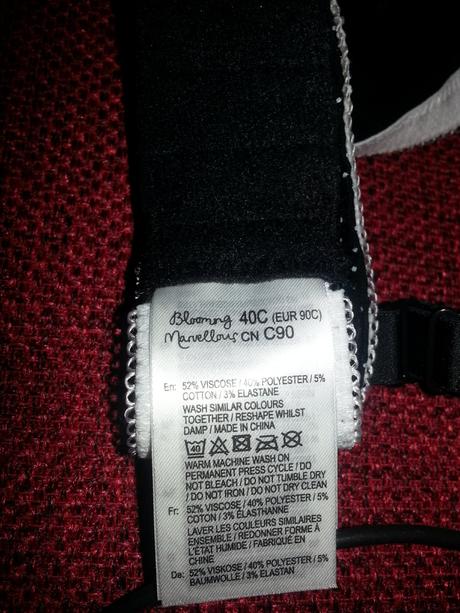 Blooming 40C (EUR 90C)
Marvellous CN C90
En: 52% VISCOSE / 40% POLYESTER / 5%
COTTON / 3% ELASTANE
WASH SIMILAR COLOURS
TOGETHER / RESHAPE WHILST
DAMP / MADE IN CHINA
40
WARM MACHINE WASH ON
PERMANENT PRESS CYCLE / DO
NOT BLEACH / DO NOT TUMBLE DRY
/ DO NOT IRON / DO NOT DRY CLEAN
Fr: 52% VISCOSE / 40% POLYESTER / 5%
COTON / 3% ELASTHANNE
LAVER LES COULEURS SIMILAIRES
ENSEMBLE / REDONNER FORME À
L'ÉTAT HUMIDE / FABRIQUÉ EN
CHINE
De: 52% VISKOSE / 40% POLYESTER / 5%
BAUMWOLLE / 3% ELASTAN